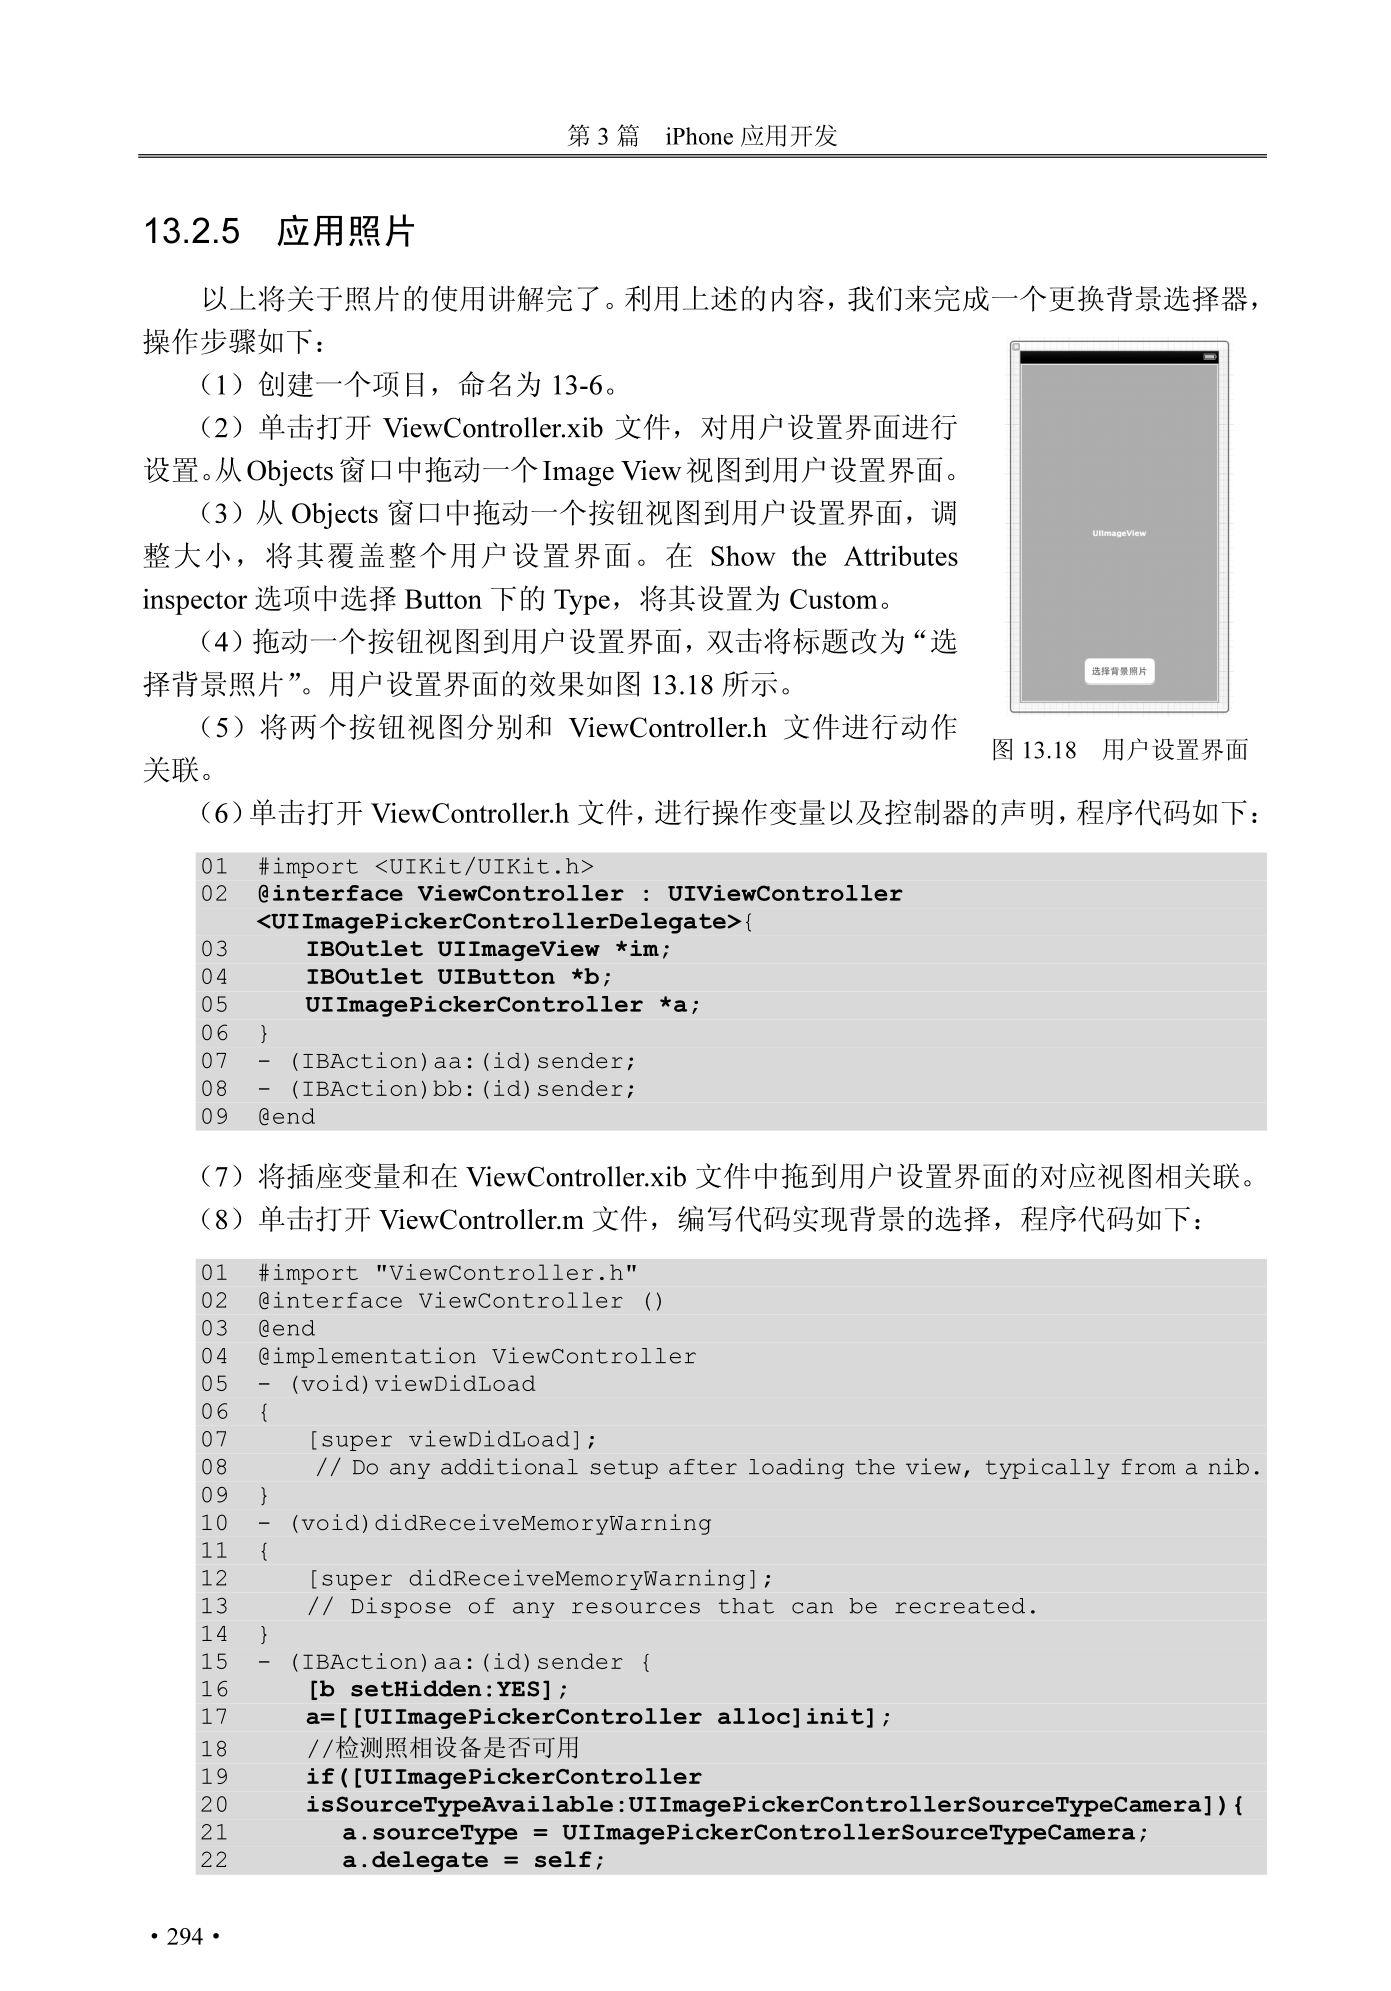 第 3 篇　iPhone 应用开发
13.2.5　应用照片
以上将关于照片的使用讲解完了。利用上述的内容，我们来完成一个更换背景选择器，
操作步骤如下：
（1）创建一个项目，命名为 13-6。
（2）单击打开 ViewController.xib 文件，对用户设置界面进行
设置。从 Objects 窗口中拖动一个 Image View 视图到用户设置界面。
（3）从 Objects 窗口中拖动一个按钮视图到用户设置界面，调
整大小，将其覆盖整个用户设置界面。在 Show the Attributes
inspector 选项中选择 Button 下的 Type，将其设置为 Custom。
（4）拖动一个按钮视图到用户设置界面，双击将标题改为“选
择背景照片”。用户设置界面的效果如图 13.18 所示。
（5）将两个按钮视图分别和 ViewController.h 文件进行动作
关联。
UIImageView
选择背景照片
图 13.18　用户设置界面
（6）单击打开 ViewController.h 文件，进行操作变量以及控制器的声明，程序代码如下：
01 #import <UIKit/UIKit.h>
02 @interface ViewController : UIViewController
<UIImagePickerControllerDelegate>{
03 IBOutlet UIImageView *im;
04 IBOutlet UIButton *b;
05 UIImagePickerController *a;
06 }
07 - (IBAction)aa:(id)sender;
08 - (IBAction)bb:(id)sender;
09 @end
（7）将插座变量和在 ViewController.xib 文件中拖到用户设置界面的对应视图相关联。
（8）单击打开 ViewController.m 文件，编写代码实现背景的选择，程序代码如下：
01 #import "ViewController.h"
02 @interface ViewController ()
03 @end
04 @implementation ViewController
05 - (void)viewDidLoad
06 {
07 [super viewDidLoad];
08 // Do any additional setup after loading the view, typically from a nib.
09 }
10 - (void)didReceiveMemoryWarning
11 {
12 [super didReceiveMemoryWarning];
13 // Dispose of any resources that can be recreated.
14 }
15 - (IBAction)aa:(id)sender {
16 [b setHidden:YES];
17 a=[[UIImagePickerController alloc]init];
18 //检测照相设备是否可用
19 if([UIImagePickerController
20 isSourceTypeAvailable:UIImagePickerControllerSourceTypeCamera]){
21 a.sourceType = UIImagePickerControllerSourceTypeCamera;
22 a.delegate = self;
• 294 •